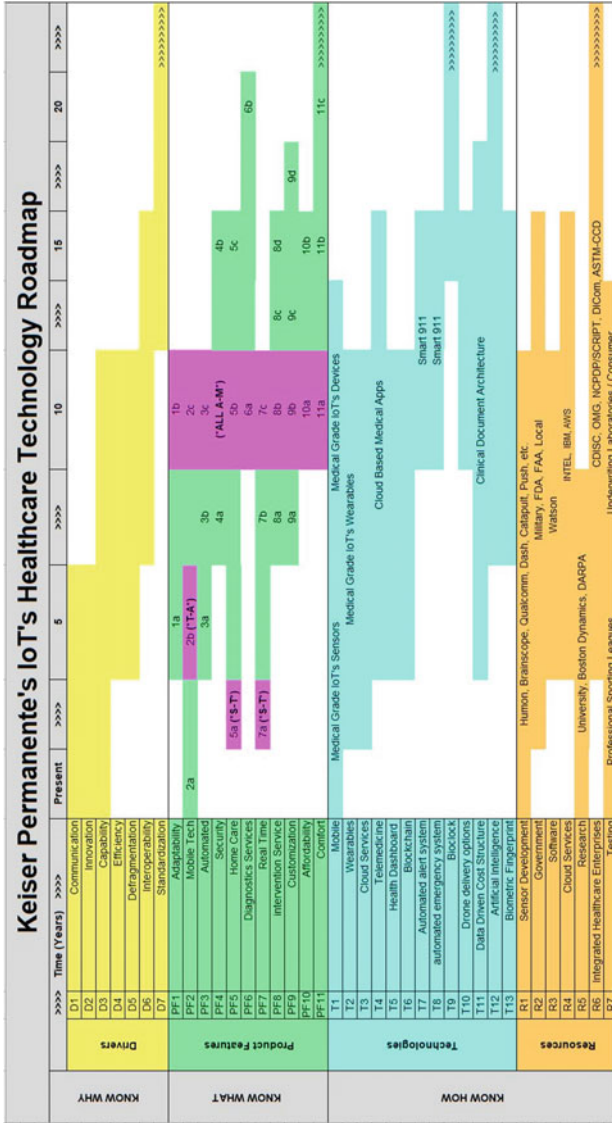 Keiser Permanente's IoT's Healthcare Technology Roadmap
>>>> Time (Years) >>>> Present >>>> 5 >>>> 10 >>>> 15 >>>> 20 >>>>
KNOW WHY
Drivers
D1 Communication
D2 Innovation
D3 Capability
D4 Efficiency
D5 Defragmentation
D6 Interoperability
D7 Standardization >>>>>>>>>>
KNOW WHAT
Product Features
PF1 Adaptability 1a 1b
PF2 Mobile Tech 2a 2b ("T-A") 2c
PF3 Automated 3a 3b 3c
PF4 Security 4a ("ALL A-M") 4b
PF5 Home Care 5a ("S-T") 5b 5c
PF6 Diagnostics Services 6a 6b
PF7 Real Time 7a ("S-T") 7b 7c
PF8 Intervention Service 8a 8b 8c 8d
PF9 Customization 9a 9b 9c 9d
PF10 Affordability 10a 10b
PF11 Comfort 11a 11b 11c >>>>>>>>>>
KNOW HOW
Technologies
T1 Mobile Medical Grade IoT's Sensors Medical Grade IoT's Devices
T2 Wearables Medical Grade IoT's Wearables
T3 Cloud Services
T4 Telemedicine Cloud Based Medical Apps
T5 Health Dashboard
T6 Blockchain
T7 Automated alert system Smart 911
T8 automated emergency system Smart 911
T9 Bioclock >>>>>>>>>>
T10 Drone delivery options
T11 Data Driven Cost Structure Clinical Document Architecture
T12 Artificial Intelligence >>>>>>>>>>
T13 Biometric Fingerprint
Resources
R1 Sensor Development Humon, Brainscope, Qualcomm, Dash, Catapult, Push, etc.
R2 Government Military, FDA, FAA, Local
R3 Software Watson
R4 Cloud Services INTEL, IBM, AWS
R5 Research University, Boston Dynamics, DARPA
R6 Integrated Healthcare Enterprises CDISC, OMG, NCPDP/SCRIPT, DICom, ASTM-CCD >>>>>>>>>>
R7 Testing Professional Sporting Leagues Underwriting Laboratories / Consumer